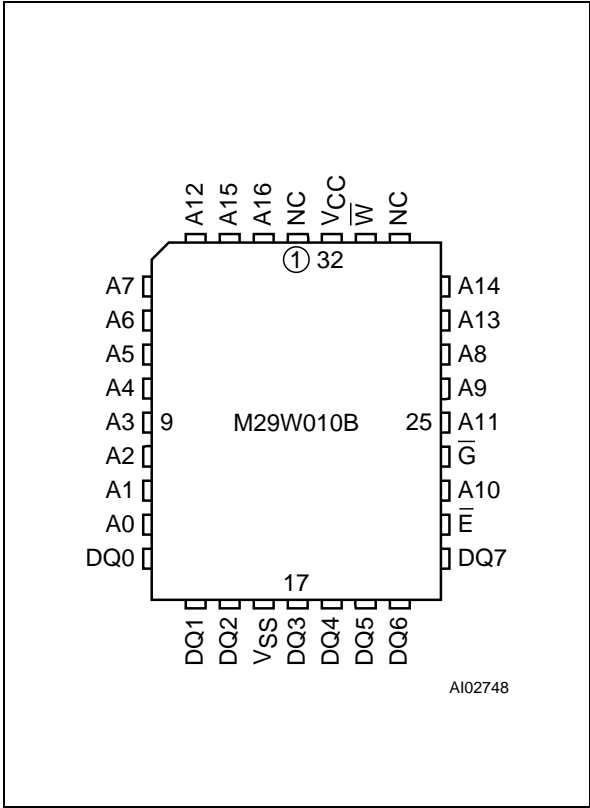 A12 A15 A16 NC VCC W̅ NC
① 32
A7 A14
A6 A13
A5 A8
A4 A9
A3 9 M29W010B 25 A11
A2 G̅
A1 A10
A0 E̅
DQ0 DQ7
17
DQ1 DQ2 VSS DQ3 DQ4 DQ5 DQ6
AI02748